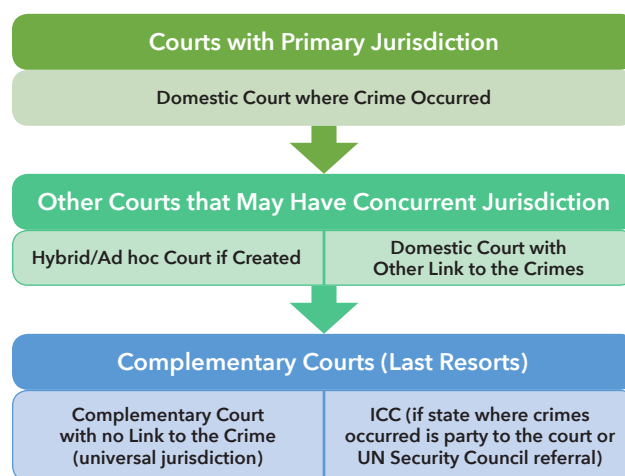 Courts with Primary Jurisdiction
Domestic Court where Crime Occurred
Other Courts that May Have Concurrent Jurisdiction
Hybrid/Ad hoc Court if Created
Domestic Court with
Other Link to the Crimes
Complementary Courts (Last Resorts)
Complementary Court
with no Link to the Crime
(universal jurisdiction)
ICC (if state where crimes
occurred is party to the court or
UN Security Council referral)